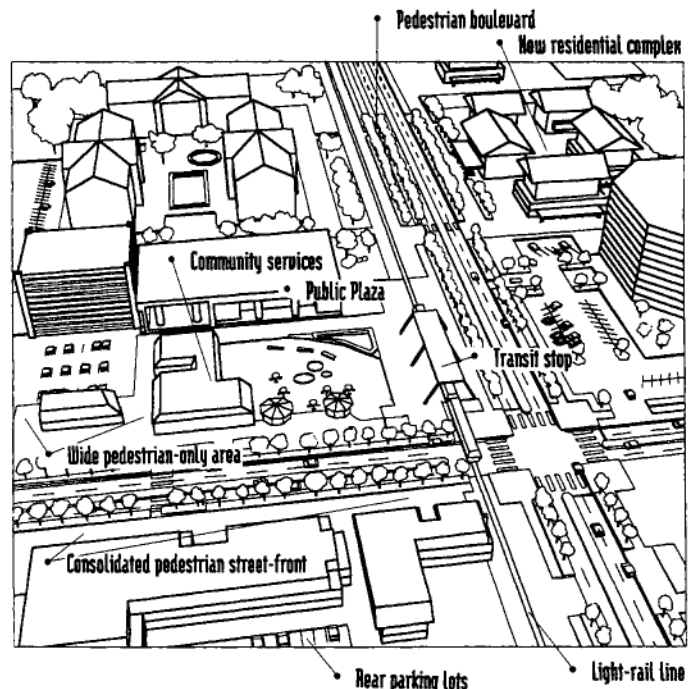 Pedestrian boulevard
New residential complex
Community services
Public Plaza
Transit stop
Wide pedestrian-only area
Consolidated pedestrian street-front
Light-rail line
Rear parking lots